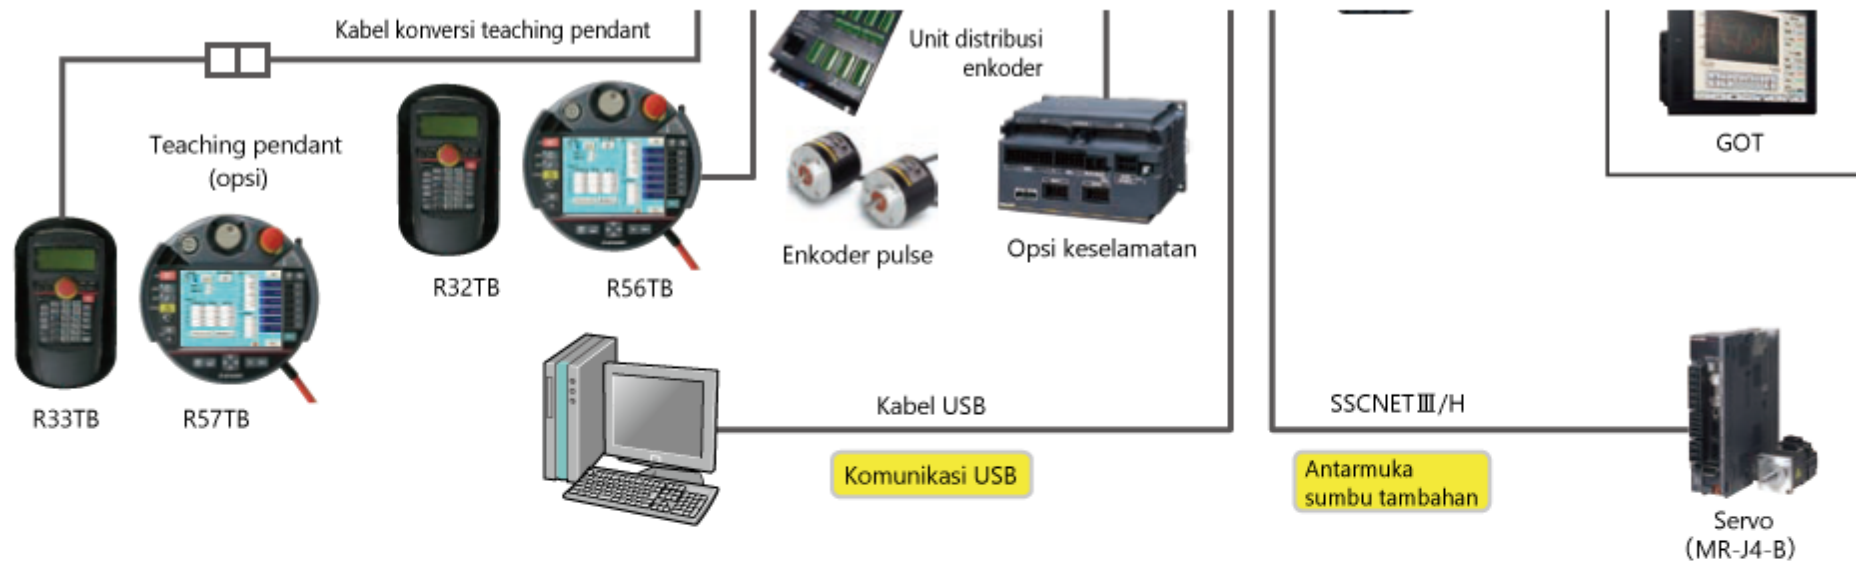 Kabel konversi teaching pendant
Unit distribusi
enkoder
Teaching pendant
(opsi)
GOT
Enkoder pulse
Opsi keselamatan
R32TB
R56TB
R33TB
R57TB
Kabel USB
SSCNETⅢ/H
Komunikasi USB
Antarmuka
sumbu tambahan
Servo
(MR-J4-B)